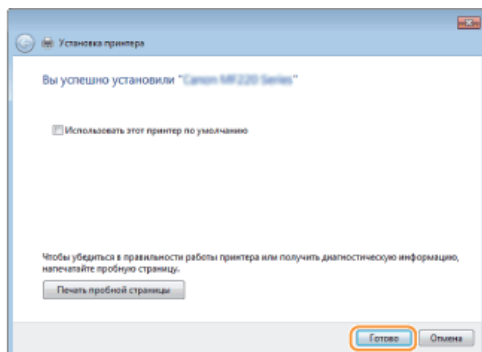 Установка принтера
Вы успешно установили "Canon MF220 Series"
Использовать этот принтер по умолчанию
Чтобы убедиться в правильности работы принтера или получить диагностическую информацию,
напечатайте пробную страницу.
Печать пробной страницы
Готово Отмена